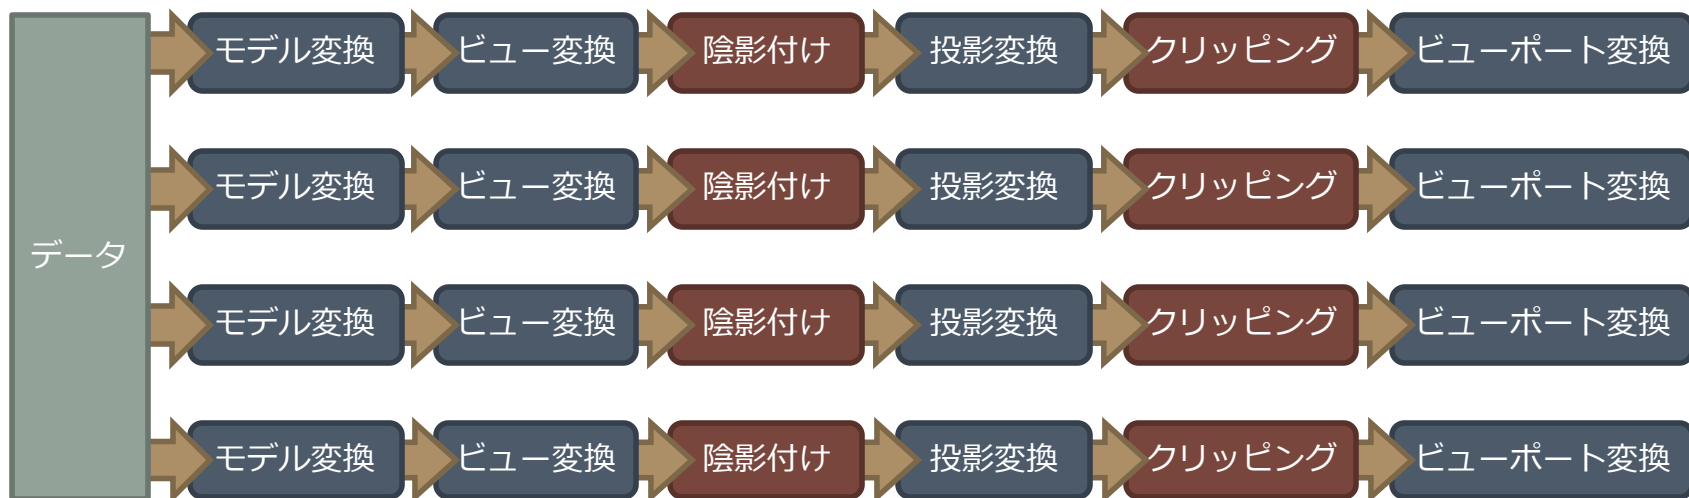 モデル変換
ビュー変換
陰影付け
投影変換
クリッピング
ビューポート変換
モデル変換
ビュー変換
陰影付け
投影変換
クリッピング
ビューポート変換
データ
モデル変換
ビュー変換
陰影付け
投影変換
クリッピング
ビューポート変換
モデル変換
ビュー変換
陰影付け
投影変換
クリッピング
ビューポート変換